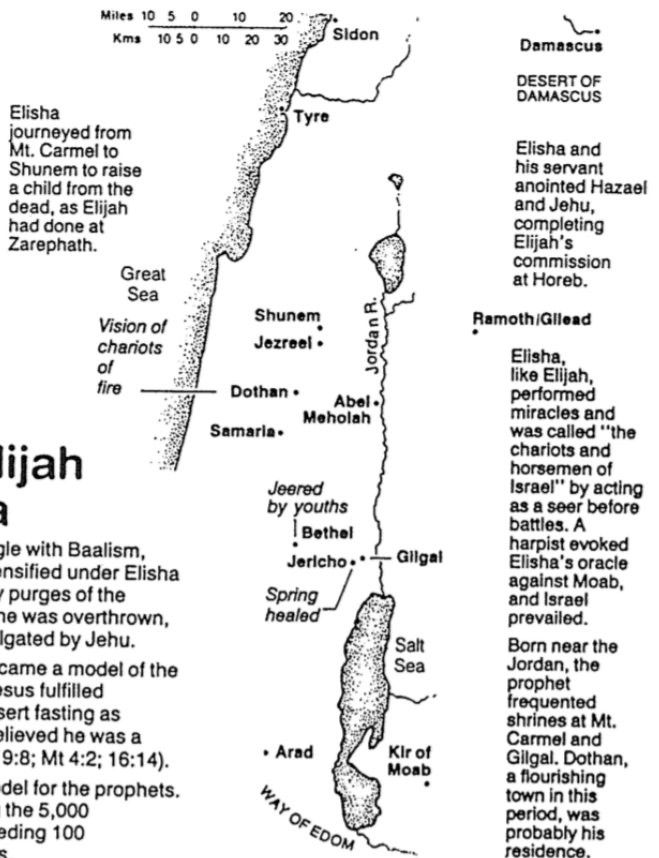 Miles 10 5 0 10 20
Kms 10 5 0 10 20 30
Sidon
Damascus
DESERT OF
DAMASCUS
Tyre
Elisha
journeyed from
Mt. Carmel to
Shunem to raise
a child from the
dead, as Elijah
had done at
Zarephath.
Elisha and
his servant
anointed Hazael
and Jehu,
completing
Elijah's
commission
at Horeb.
Great
Sea
Vision of
chariots
of
fire
Shunem
Jezreel
Jordan R.
Ramoth/Gilead
Dothan
Abel
Meholah
Samaria
Elisha,
like Elijah,
performed
miracles and
was called "the
chariots and
horsemen of
Israel" by acting
as a seer before
battles. A
harpist evoked
Elisha's oracle
against Moab,
and Israel
prevailed.
Born near the
Jordan, the
prophet
frequented
shrines at Mt.
Carmel and
Gilgal. Dothan,
a flourishing
town in this
period, was
probably his
residence.
lijah
a
gle with Baalism,
ensified under Elisha
y purges of the
he was overthrown,
lgated by Jehu.
came a model of the
esus fulfilled
sert fasting as
elieved he was a
9:8; Mt 4:2; 16:14).
del for the prophets.
the 5,000
eding 100
Jeered
by youths
Bethel
Jericho
Gilgal
Spring
healed
Salt
Sea
Arad
Kir of
Moab
WAY OF EDOM